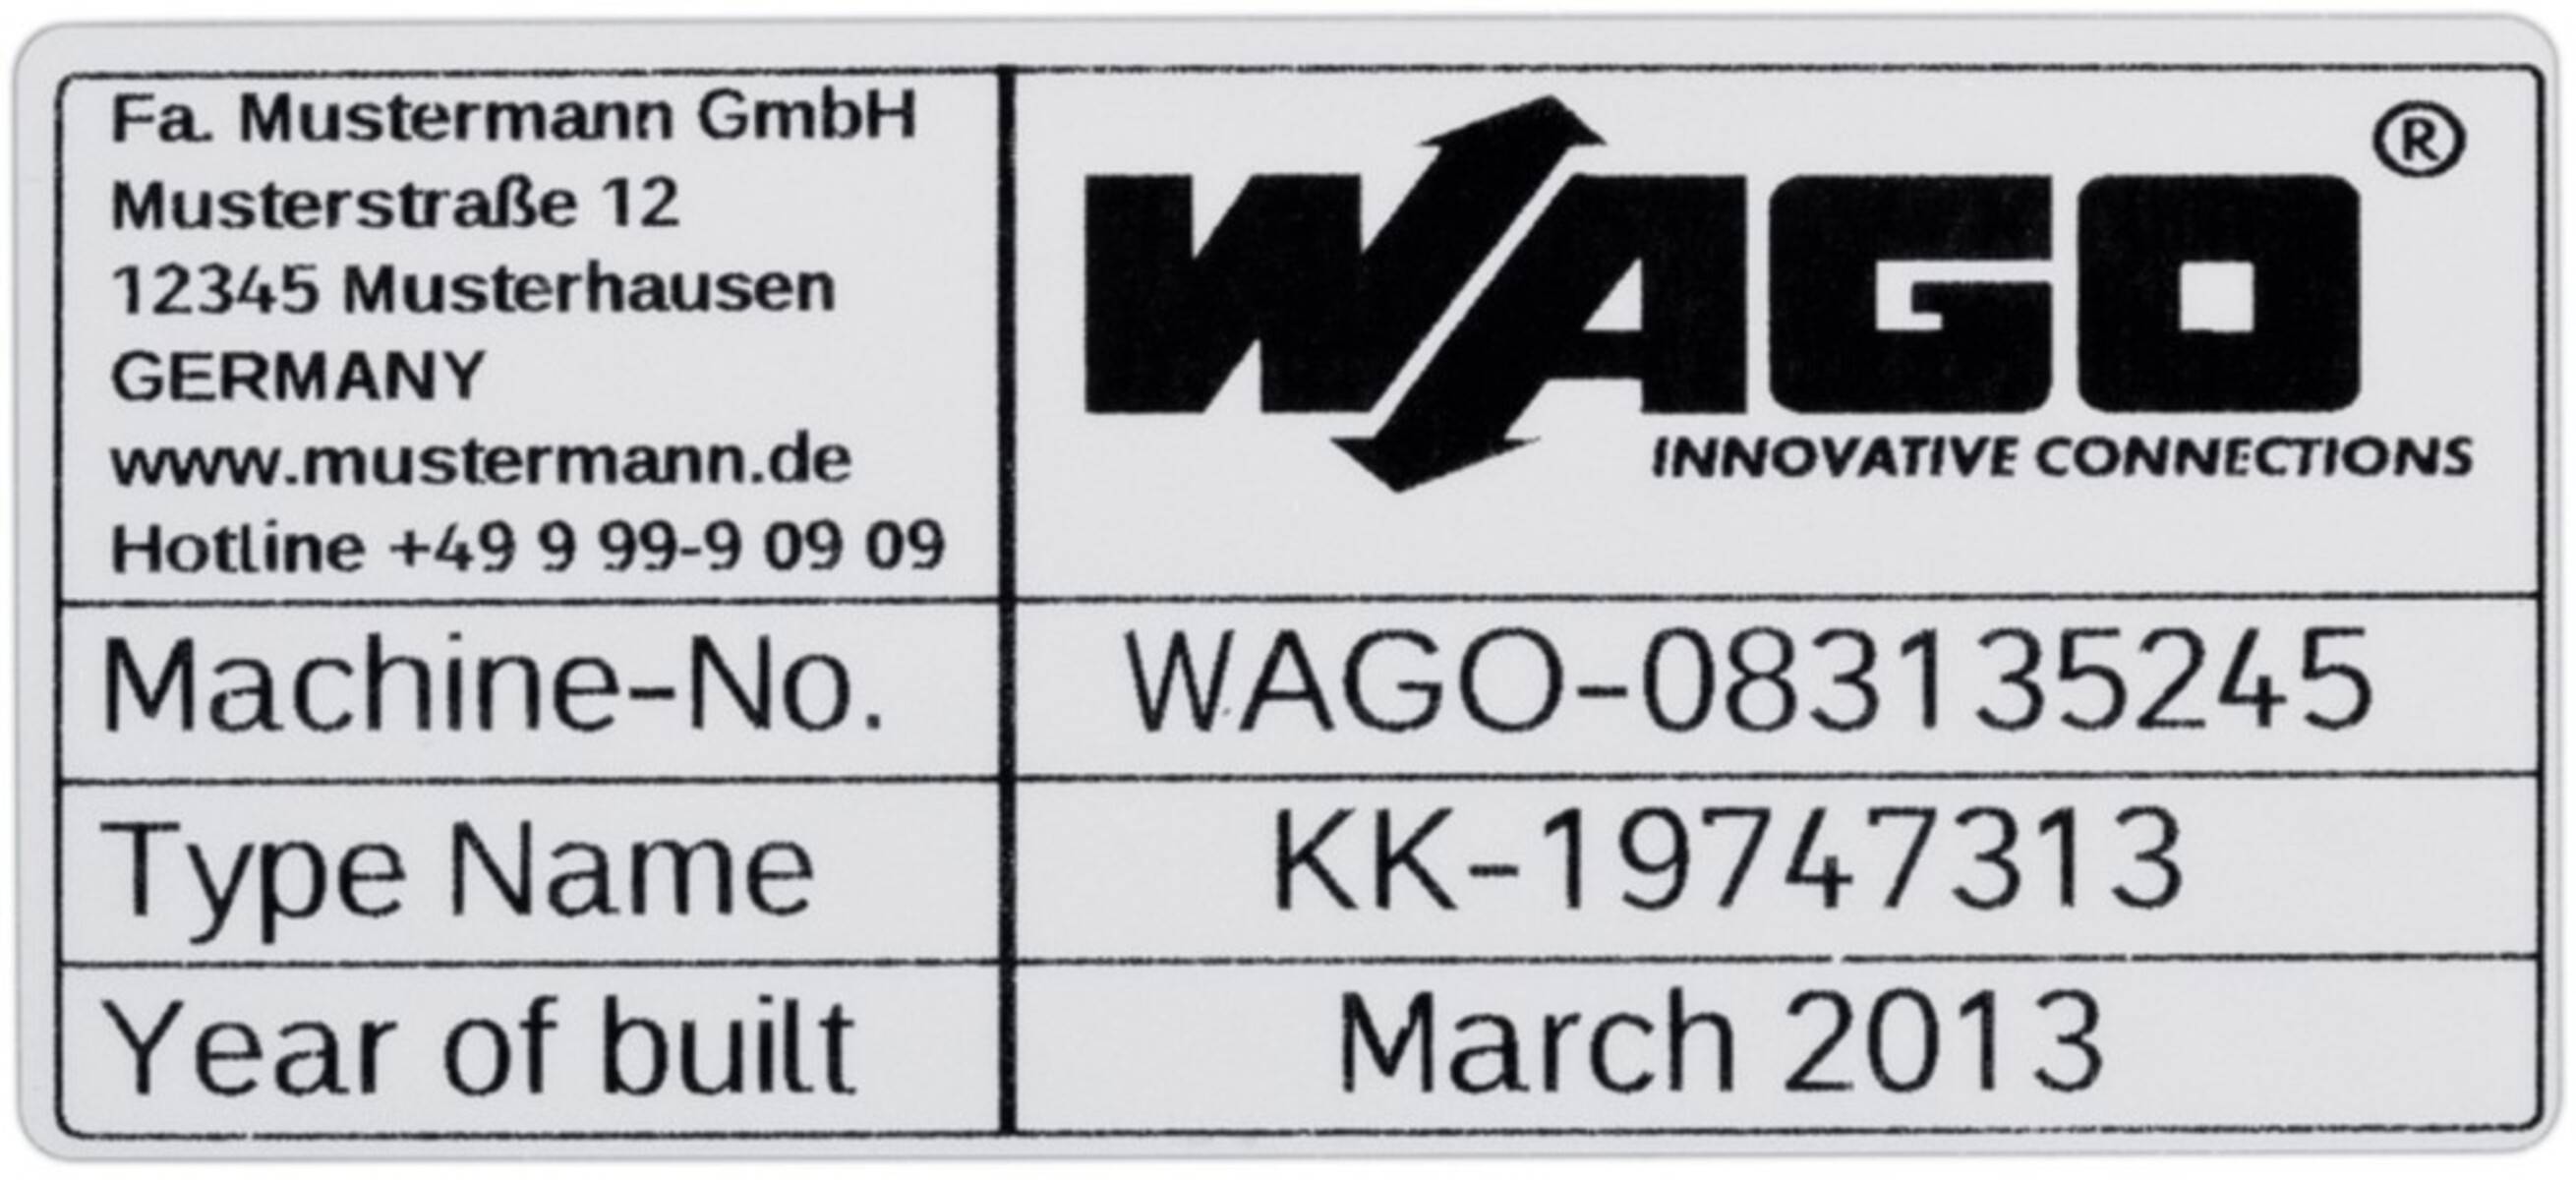 Fa. Mustermann GmbH
Musterstraße 12
12345 Musterhausen
GERMANY
www.mustermann.de
Hotline +49 9 99-9 09 09
WAGO®
INNOVATIVE CONNECTIONS
Machine-No. WAGO-083135245
Type Name KK-19747313
Year of built March 2013